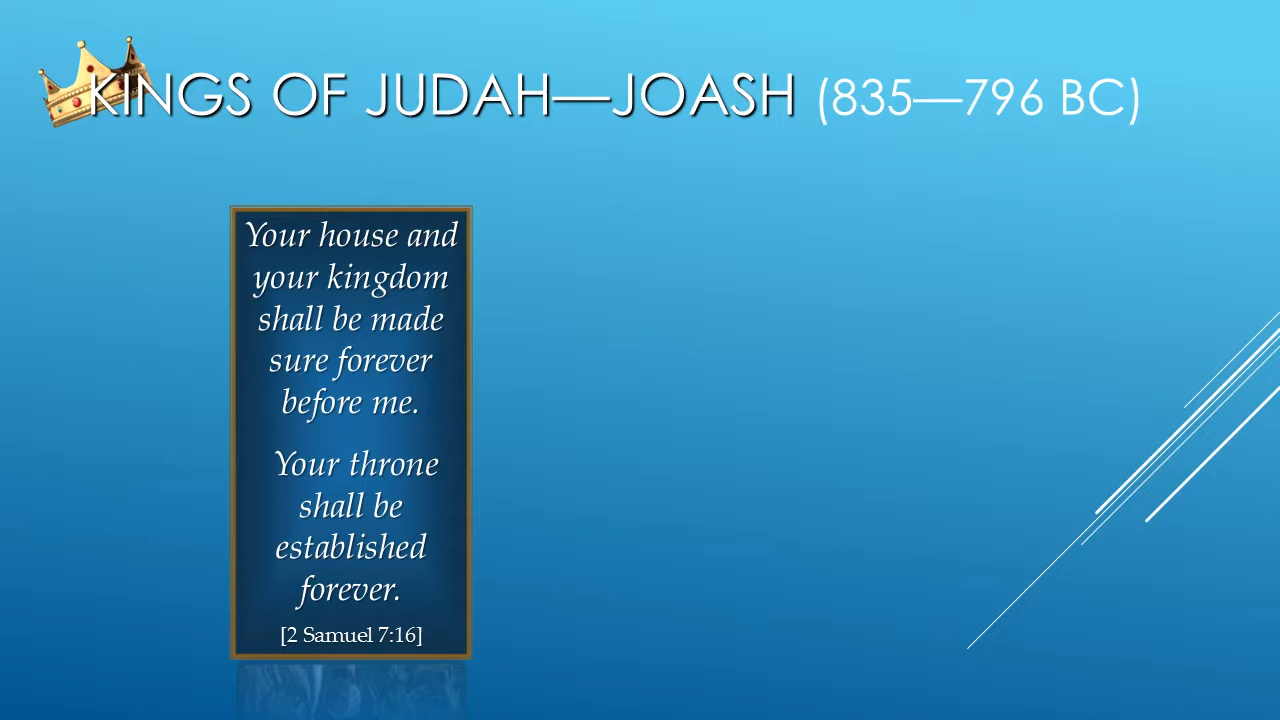 KINGS OF JUDAH—JOASH (835—796 BC)
Your house and
your kingdom
shall be made
sure forever
before me.
Your throne
shall be
established
forever.
[2 Samuel 7:16]